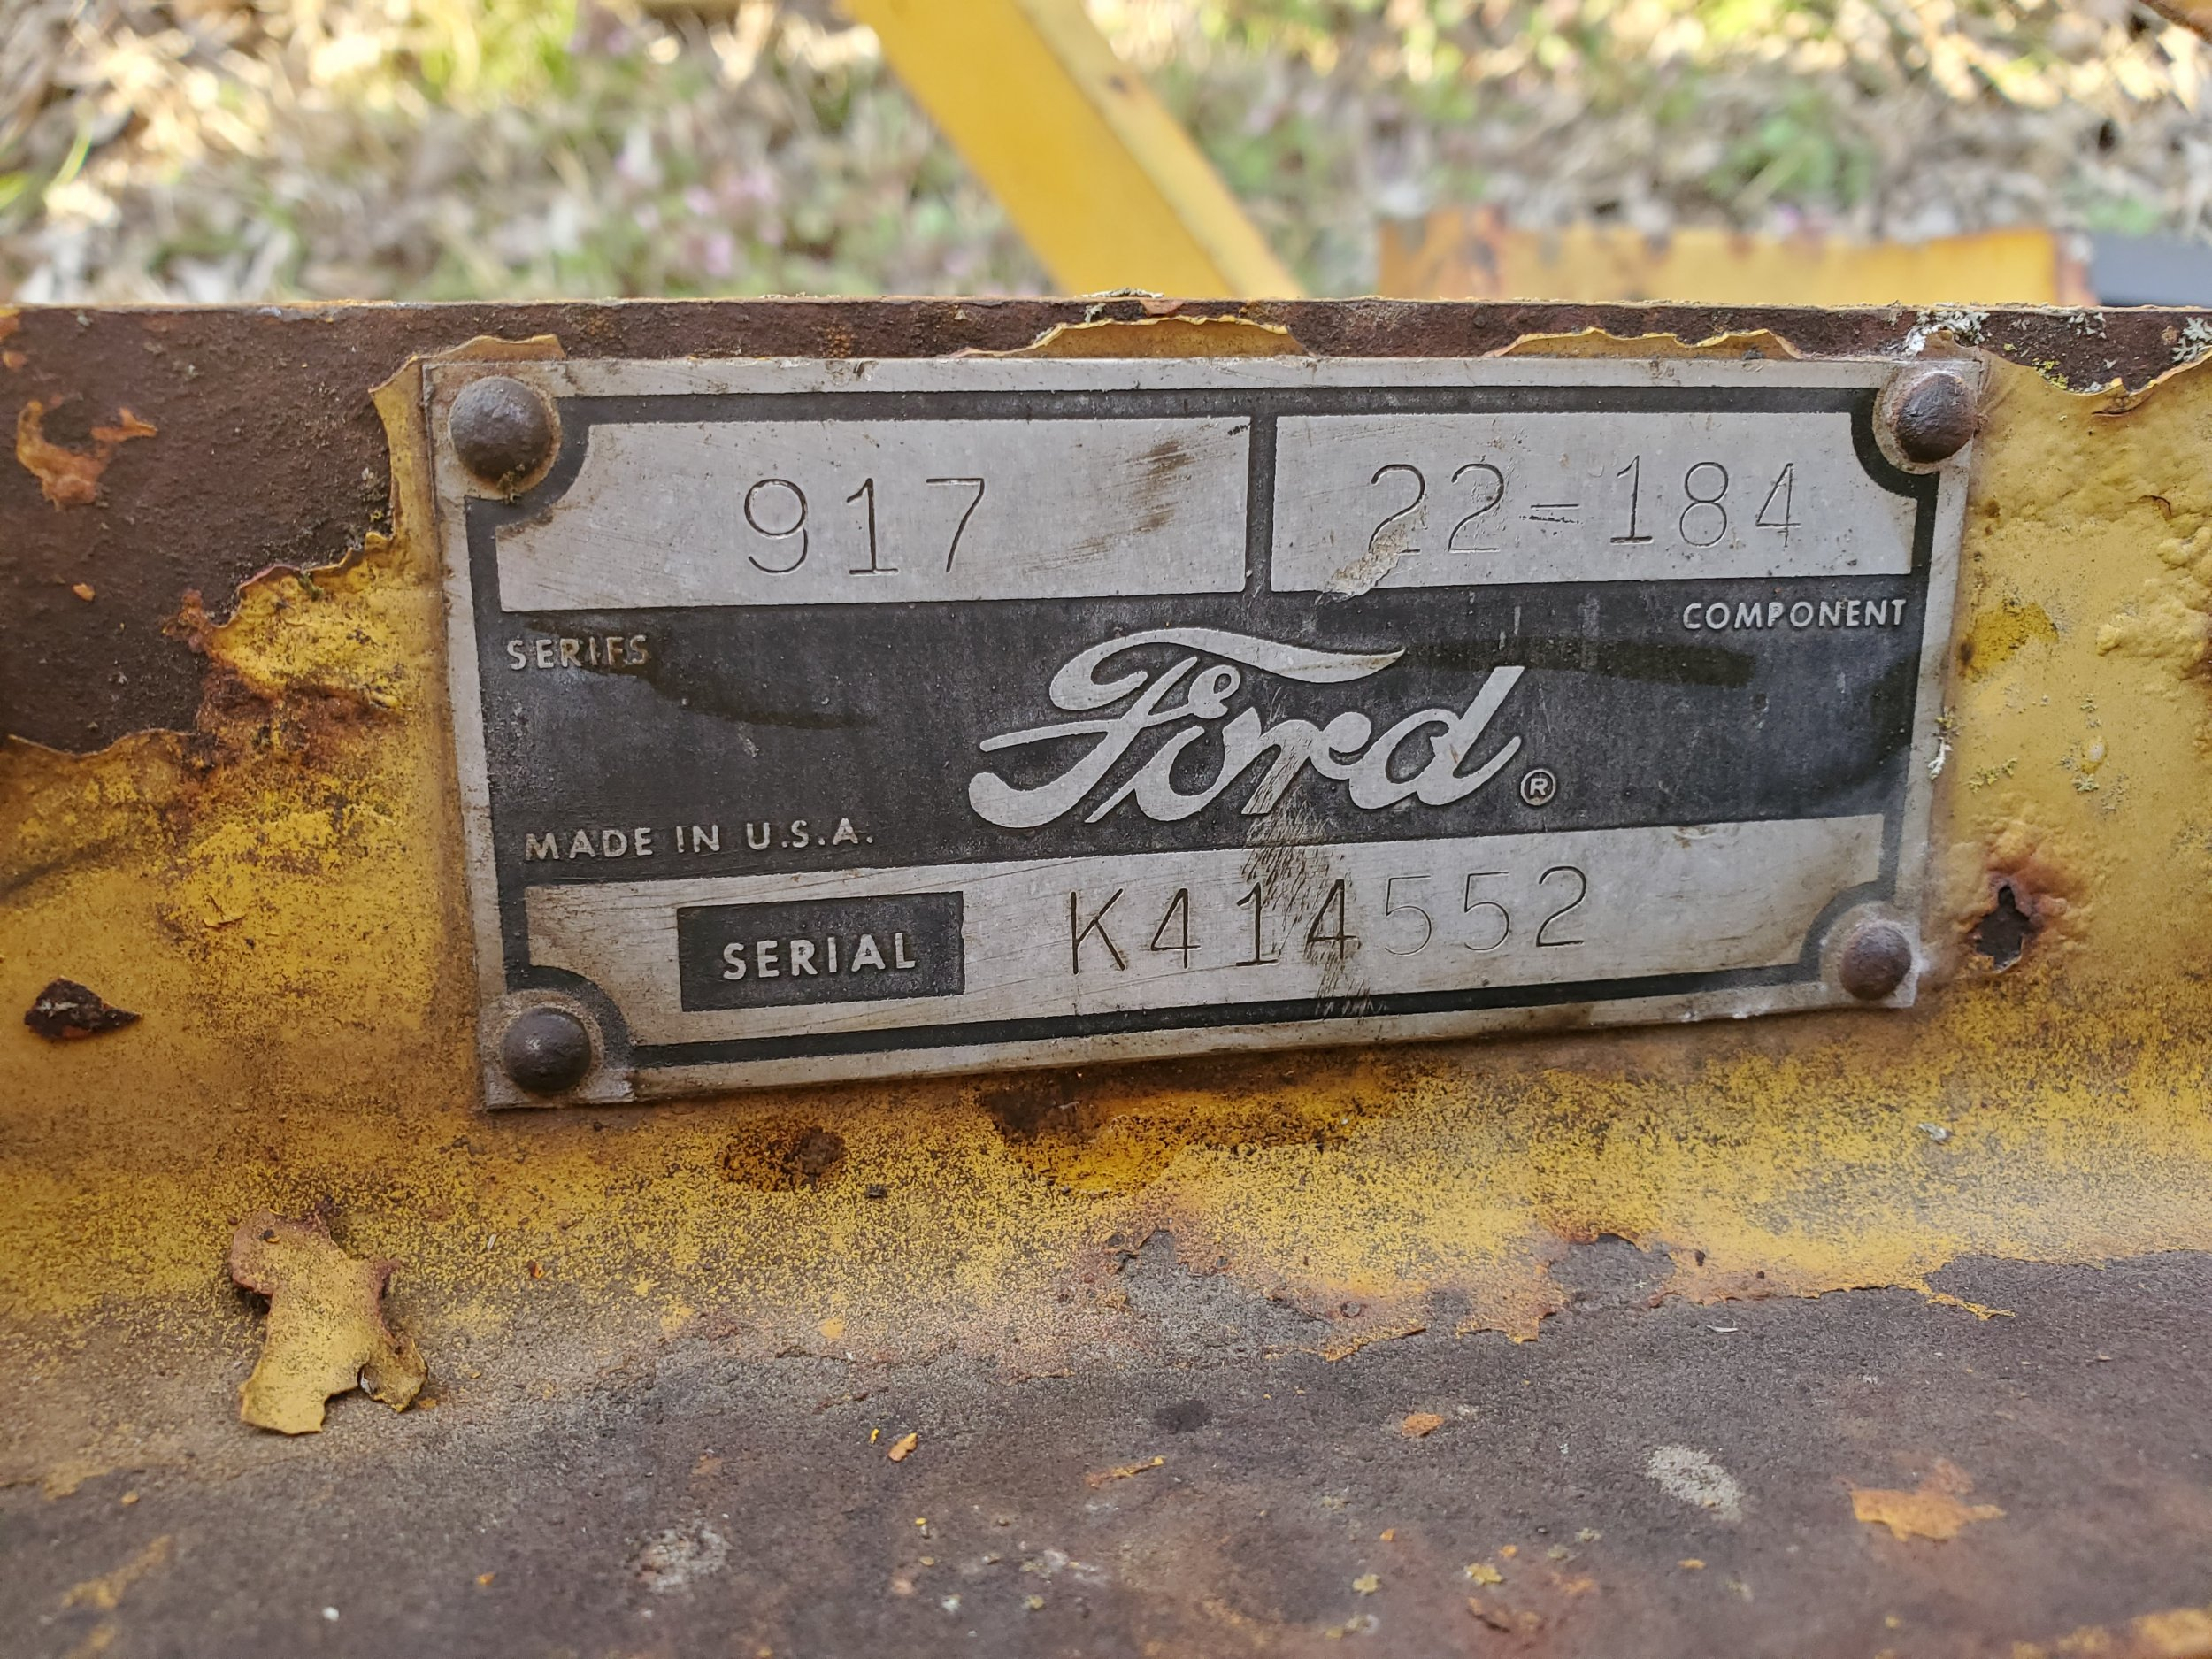 917 22-184
SERIES COMPONENT
Ford®
MADE IN U.S.A.
SERIAL K414552